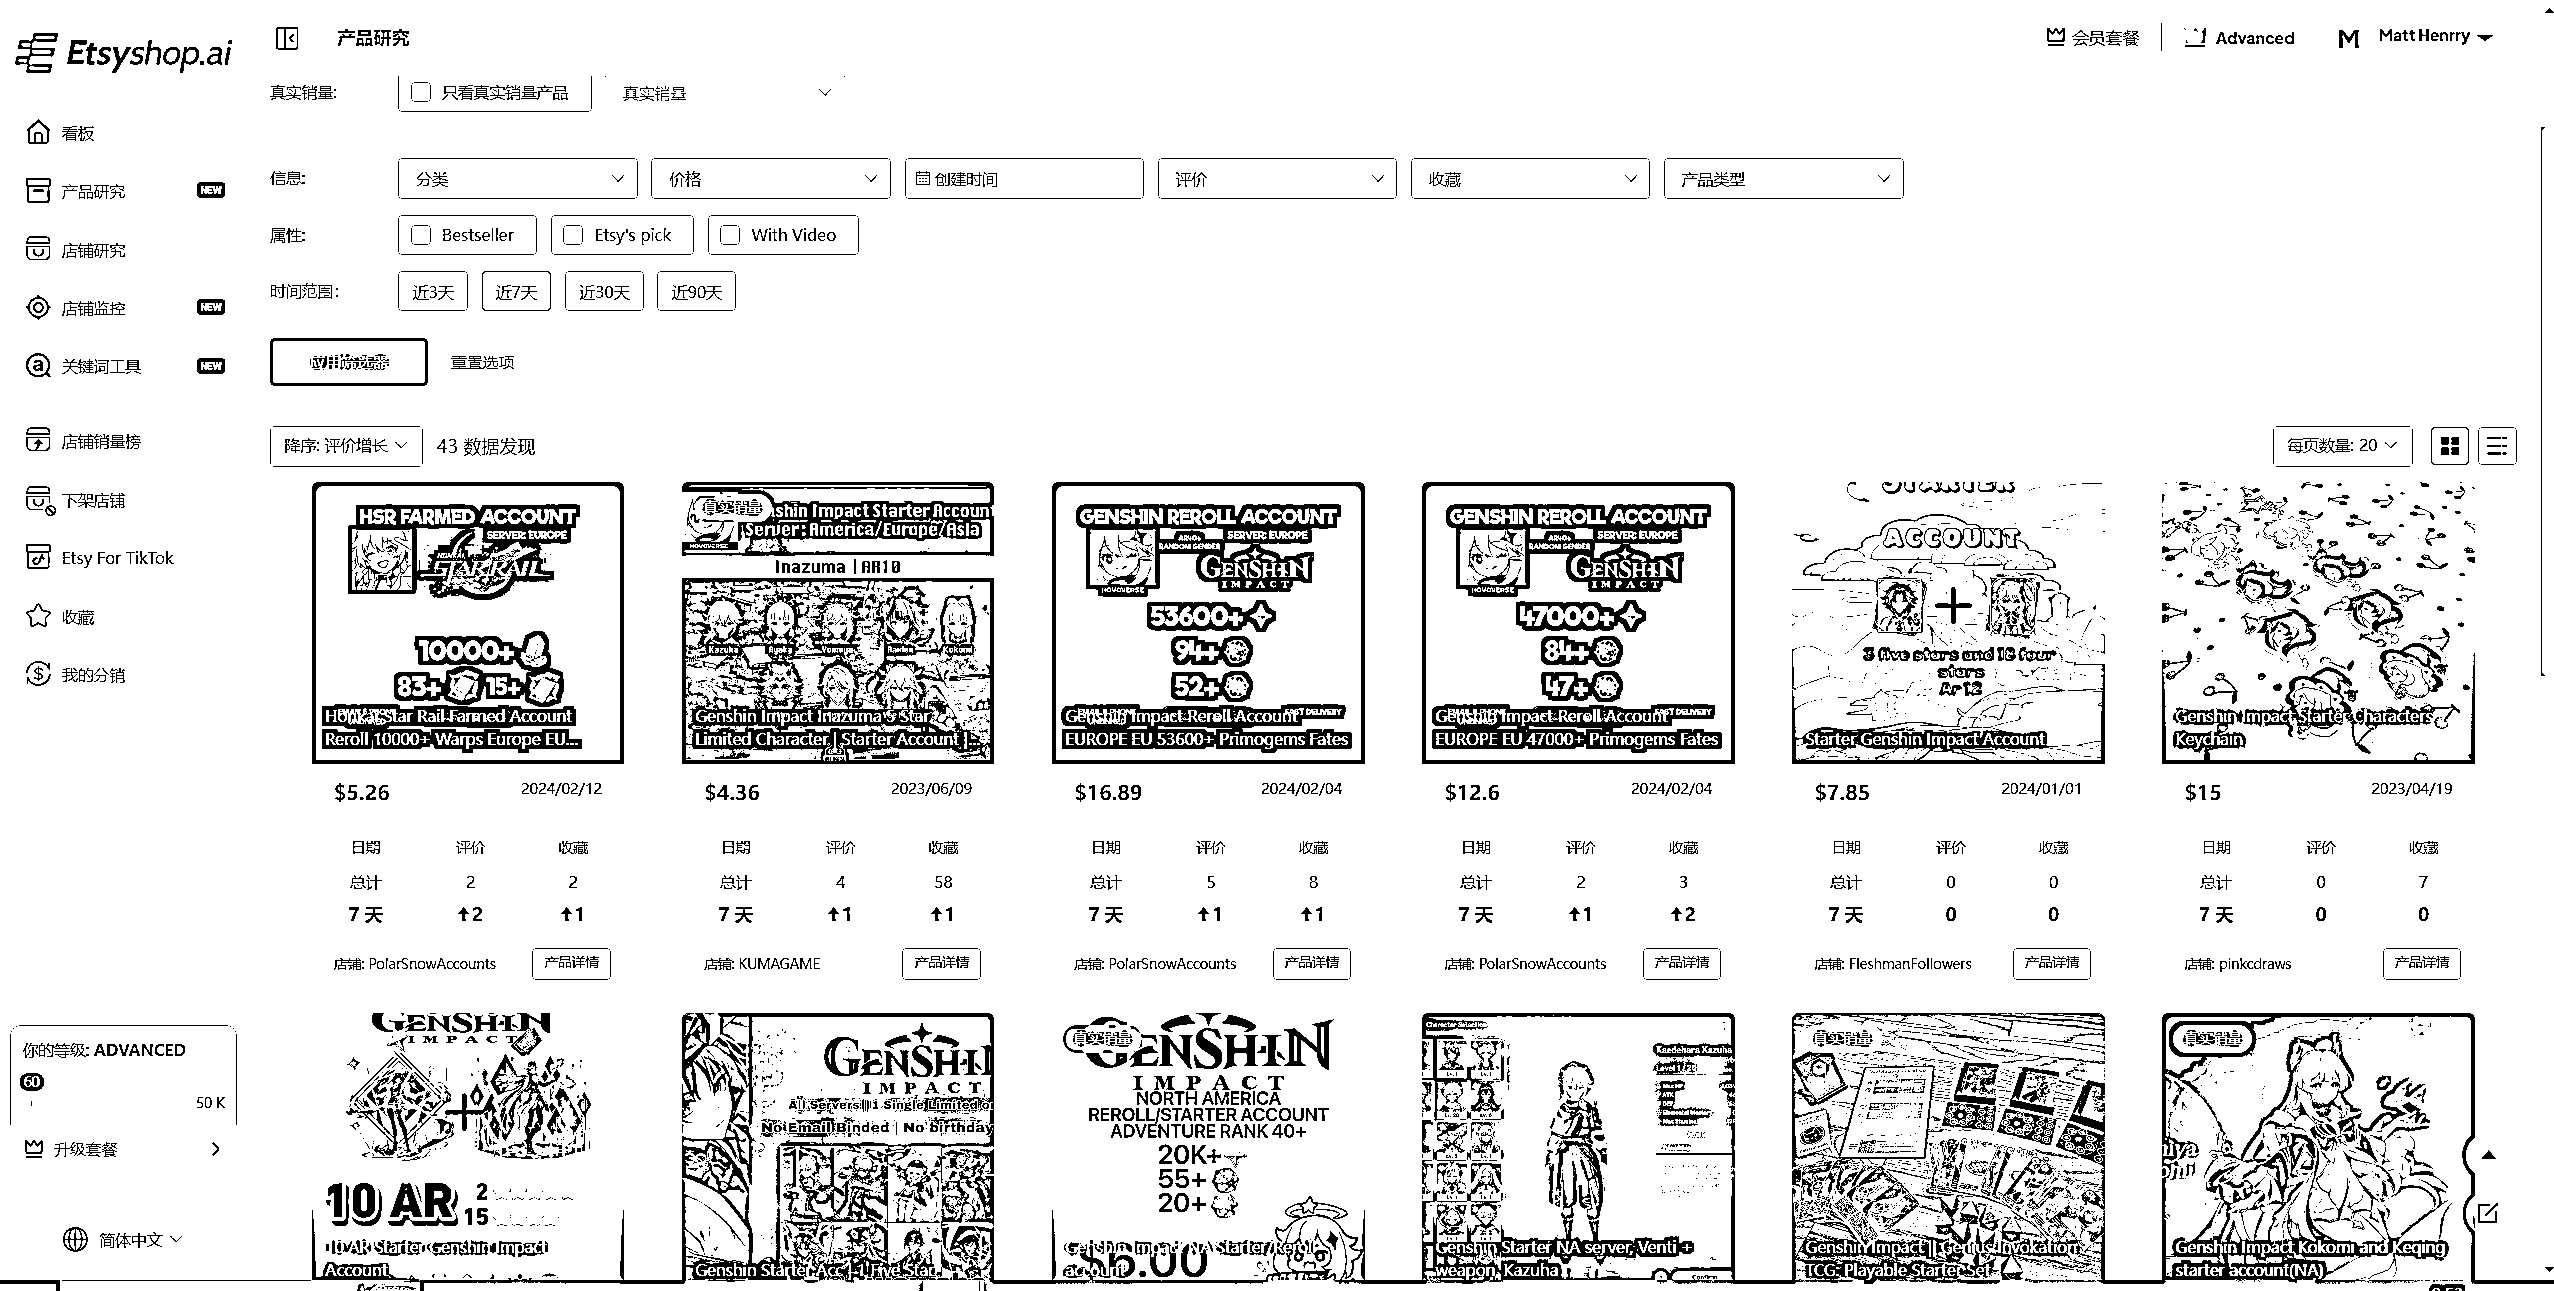 Etsyshop.ai
产品研究
会员套餐
Advanced
M
Matt Henrry
真实销量:
只看真实销量产品
真实销量
看板
产品研究
NEW
店铺研究
店铺监控
NEW
关键词工具
NEW
店铺销量榜
下架店铺
Etsy For TikTok
收藏
我的分销
信息:
分类
价格
创建时间
评价
收藏
产品类型
属性:
Bestseller
Etsy's pick
With Video
时间范围:
近3天
近7天
近30天
近90天
应用筛选器
重置选项
降序: 评价增长
43 数据发现
每页数量: 20
HSR FARMED ACCOUNT
SERVER: EUROPE
STAR RAIL
10000+
83+ 15+
Honkai Star Rail Farmed Account
Reroll 10000+ Warps Europe EU...
$5.26 2024/02/12
日期 评价 收藏
总计 2 2
7 天 ↑2 ↑1
店铺: PolarSnowAccounts 产品详情
真实销量
nshin Impact Starter Account
Server: America/Europe/Asia
HOYOVERSE
Inazuma | AR10
Kazuha
Kokomi
Genshin Impact Inazuma 5 Star
Limited Character | Starter Account |...
$4.36 2023/06/09
日期 评价 收藏
总计 4 58
7 天 ↑1 ↑1
店铺: KUMAGAME 产品详情
GENSHIN REROLL ACCOUNT
SERVER: EUROPE
RANDOM GENDER
GENSHIN
IMPACT
HOYOVERSE
53600+
94+
52+
FAST DELIVERY
Genshin Impact Reroll Account
EUROPE EU 53600+ Primogems Fates
$16.89 2024/02/04
日期 评价 收藏
总计 5 8
7 天 ↑1 ↑1
店铺: PolarSnowAccounts 产品详情
GENSHIN REROLL ACCOUNT
SERVER: EUROPE
RANDOM GENDER
GENSHIN
IMPACT
HOYOVERSE
47000+
84+
47+
FAST DELIVERY
Genshin Impact Reroll Account
EUROPE EU 47000+ Primogems Fates
$12.6 2024/02/04
日期 评价 收藏
总计 2 3
7 天 ↑1 ↑2
店铺: PolarSnowAccounts 产品详情
STARTER
ACCOUNT
3 five stars and 18 four
stars
Ar12
Starter Genshin Impact Account
$7.85 2024/01/01
日期 评价 收藏
总计 0 0
7 天 0 0
店铺: FleshmanFollowers 产品详情
Genshin Impact Starter Characters
Keychain
$15 2023/04/19
日期 评价 收藏
总计 0 7
7 天 0 0
店铺: pinkcdraws 产品详情
GENSHIN
IMPACT
10 AR
2
15
10 AR Starter Genshin Impact
Account
GENSHIN
IMPACT
All Servers | 1 Single Limited
No Email Binded | No birthday
Genshin Starter Acc | 1 Five Star
真实销量
GENSHIN
IMPACT
NORTH AMERICA
REROLL/STARTER ACCOUNT
ADVENTURE RANK 40+
20K+
55+
20+
Genshin Impact NA Starter/Reroll
account
Kaedehara Kazuha
Genshin Starter NA server, Venti +
weapon, Kazuha
真实销量
Genshin Impact || Genius Invokation
TCG: Playable Starter Set
真实销量
Genshin Impact Kokomi and Keqing
starter account(NA)
你的等级: ADVANCED
60
50 K
升级套餐
简体中文